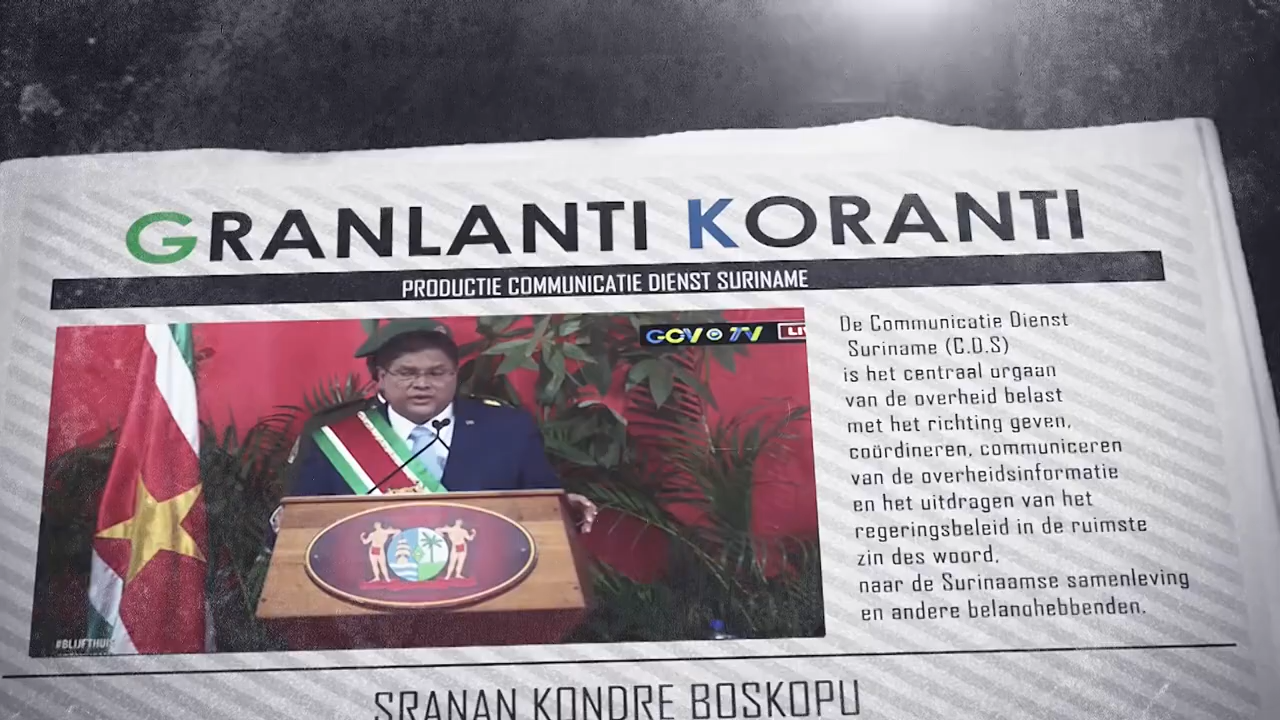 GRANLANTI KORANTI
PRODUCTIE COMMUNICATIE DIENST SURINAME
GOV TV LIV
#BLIJFTHUIS
De Communicatie Dienst
Suriname (C.D.S)
is het centraal orgaan
van de overheid belast
met het richting geven,
coördineren, communiceren
van de overheidsinformatie
en het uitdragen van het
regeringsbeleid in de ruimste
zin des woord,
naar de Surinaamse samenleving
en andere belanghebbenden.
SRANAN KONDRE BOSKOPU